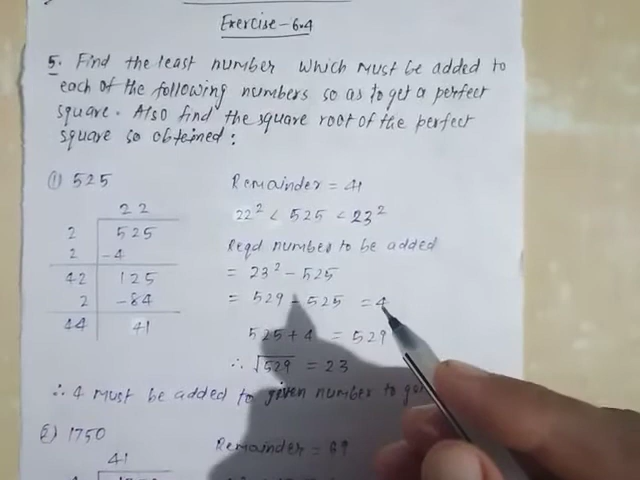 Exercise-6.4
5. Find the least number which must be added to
each of the following numbers so as to get a perfect
square. Also find the square root of the perfect
square so obtained:
(1) 525
Remainder = 41
22² < 525 < 23²
Reqd number to be added
= 23² - 525
= 529 - 525 = 4
525 + 4 = 529
∴ √529 = 23
22
2 525
2 -4
42 125
2 -84
44 41
∴ 4 must be added to given number to
2) 1750
Remainder = 69
41